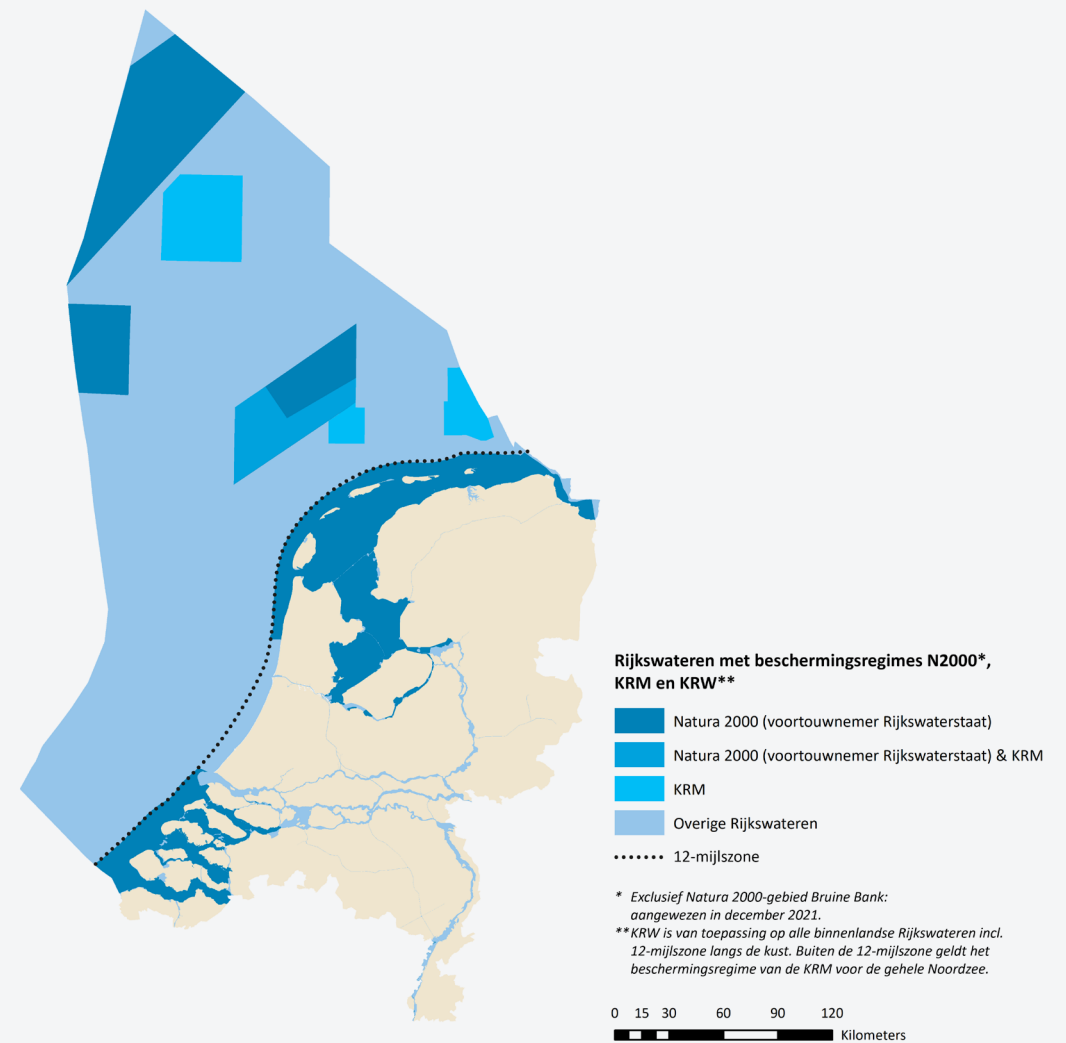 Rijkswateren met beschermingsregimes N2000*,
KRM en KRW**
Natura 2000 (voortouwnemer Rijkswaterstaat)
Natura 2000 (voortouwnemer Rijkswaterstaat) & KRM
KRM
Overige Rijkswateren
12-mijlszone
* Exclusief Natura 2000-gebied Bruine Bank:
aangewezen in december 2021.
**KRW is van toepassing op alle binnenlandse Rijkswateren incl.
12-mijlszone langs de kust. Buiten de 12-mijlszone geldt het
beschermingsregime van de KRM voor de gehele Noordzee.
0 15 30 60 90 120
Kilometers